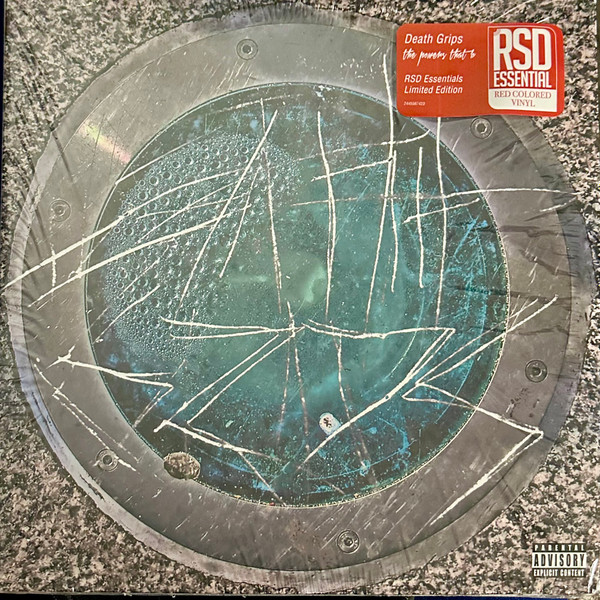 Death Grips
the powers that b
RSD Essentials
Limited Edition
RSD
ESSENTIAL
RED COLORED
VINYL
PARENTAL
ADVISORY
EXPLICIT CONTENT